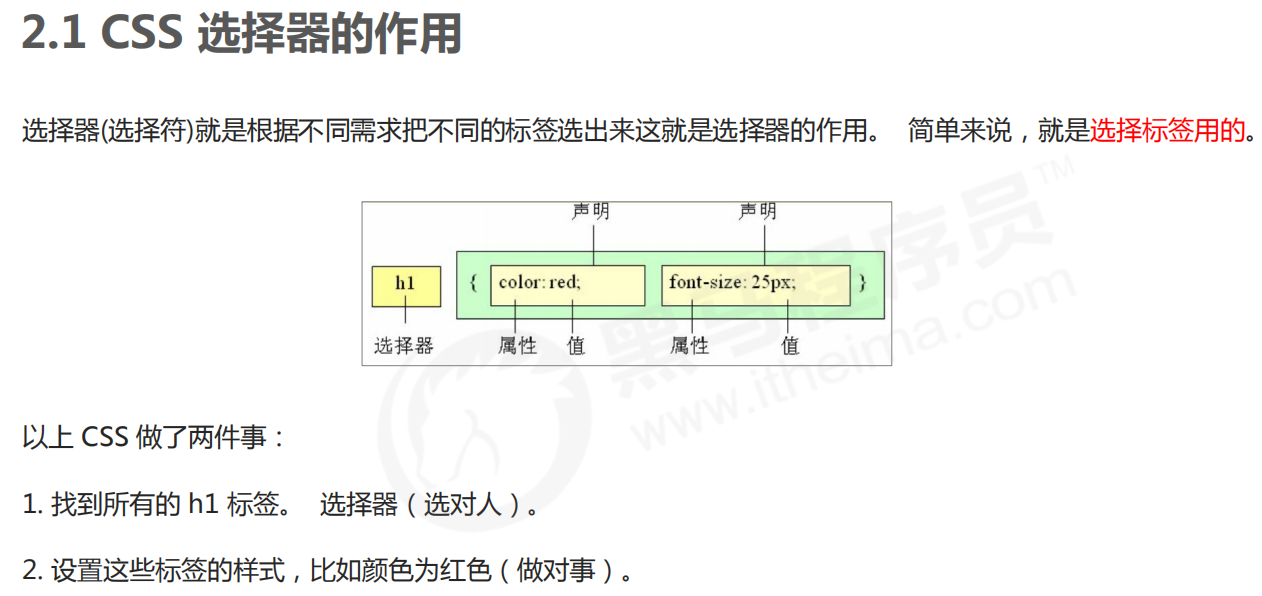 2.1 CSS 选择器的作用
选择器(选择符)就是根据不同需求把不同的标签选出来这就是选择器的作用。 简单来说，就是选择标签用的。
声明 声明
h1 { color: red; font-size: 25px; }
选择器 属性 值 属性 值
黑马程序员™
www.itheima.com
以上 CSS 做了两件事：
1. 找到所有的 h1 标签。 选择器（选对人）。
2. 设置这些标签的样式，比如颜色为红色（做对事）。